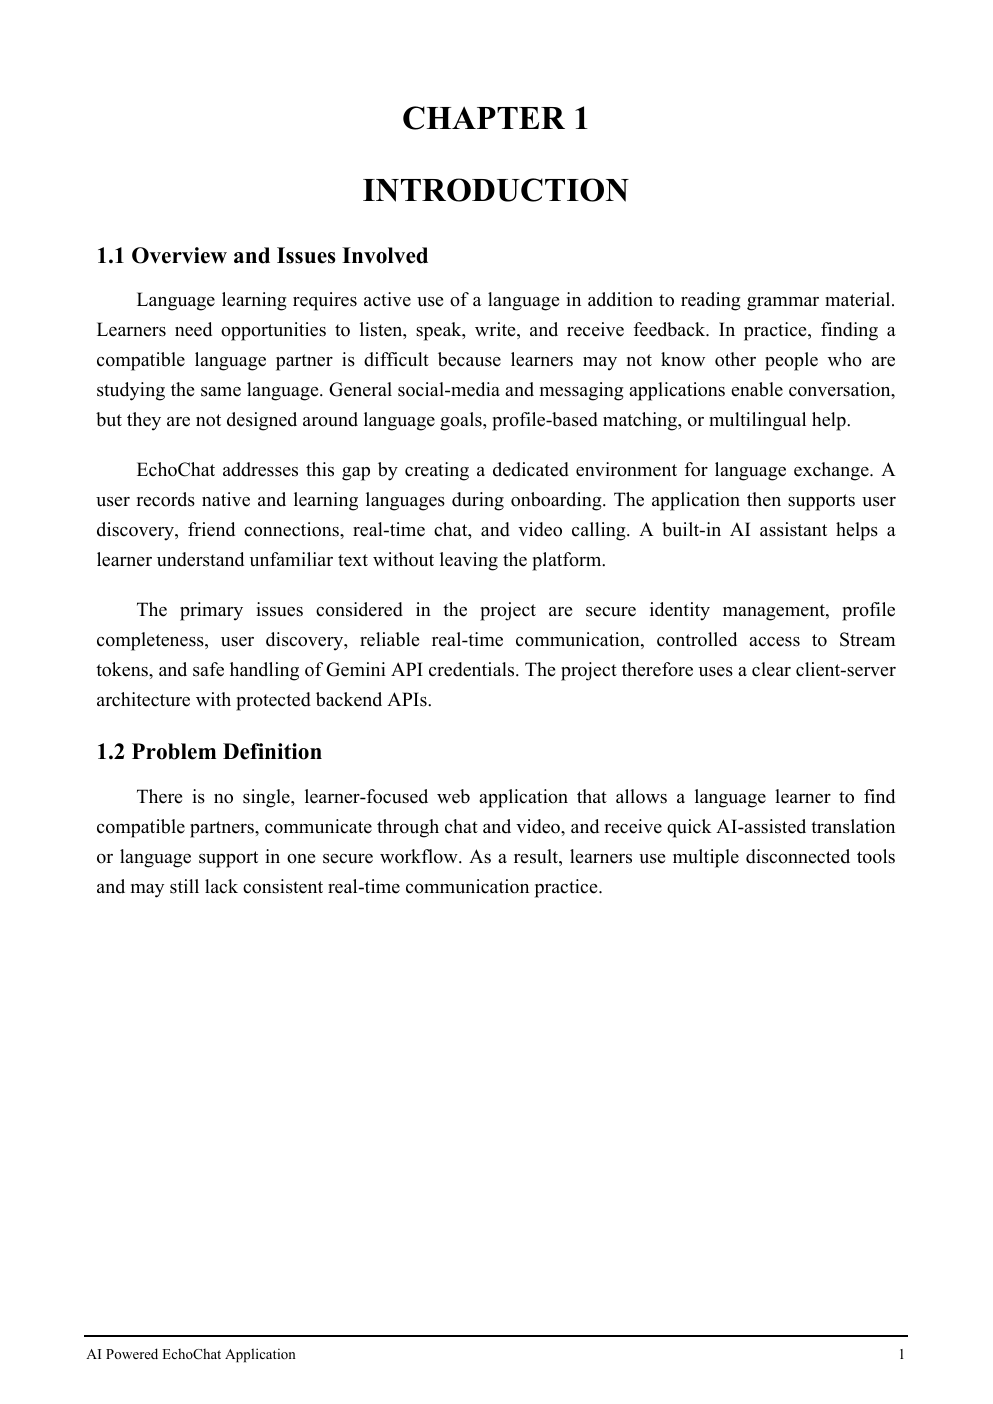 CHAPTER 1
INTRODUCTION
1.1 Overview and Issues Involved
Language learning requires active use of a language in addition to reading grammar material.
Learners need opportunities to listen, speak, write, and receive feedback. In practice, finding a
compatible language partner is difficult because learners may not know other people who are
studying the same language. General social-media and messaging applications enable conversation,
but they are not designed around language goals, profile-based matching, or multilingual help.
EchoChat addresses this gap by creating a dedicated environment for language exchange. A
user records native and learning languages during onboarding. The application then supports user
discovery, friend connections, real-time chat, and video calling. A built-in AI assistant helps a
learner understand unfamiliar text without leaving the platform.
The primary issues considered in the project are secure identity management, profile
completeness, user discovery, reliable real-time communication, controlled access to Stream
tokens, and safe handling of Gemini API credentials. The project therefore uses a clear client-server
architecture with protected backend APIs.
1.2 Problem Definition
There is no single, learner-focused web application that allows a language learner to find
compatible partners, communicate through chat and video, and receive quick AI-assisted translation
or language support in one secure workflow. As a result, learners use multiple disconnected tools
and may still lack consistent real-time communication practice.
AI Powered EchoChat Application 1